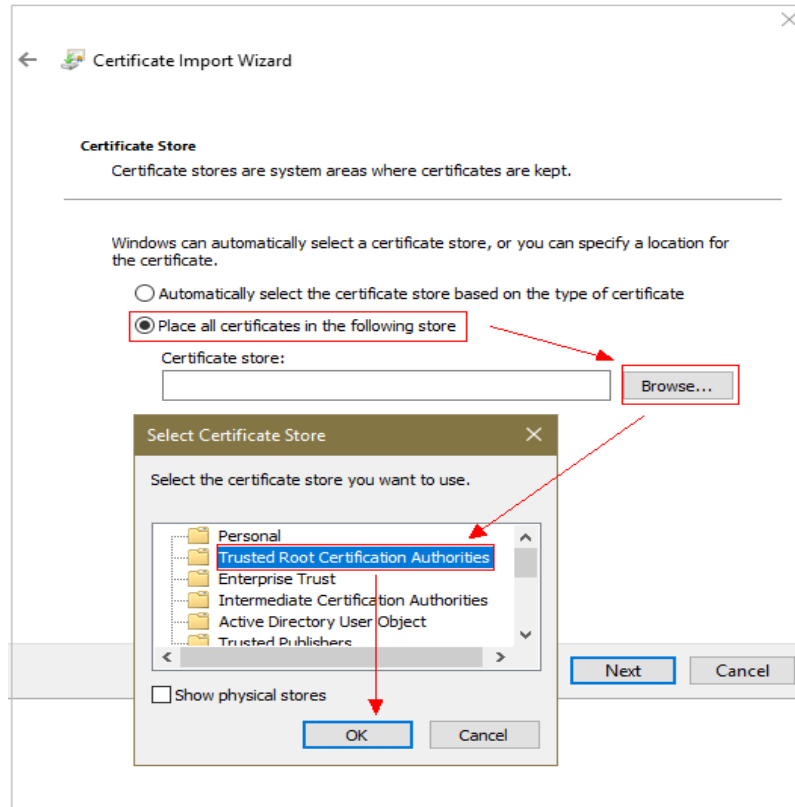 Certificate Import Wizard
Certificate Store
Certificate stores are system areas where certificates are kept.
Windows can automatically select a certificate store, or you can specify a location for
the certificate.
Automatically select the certificate store based on the type of certificate
Place all certificates in the following store
Certificate store:
Browse...
Select Certificate Store
Select the certificate store you want to use.
Personal
Trusted Root Certification Authorities
Enterprise Trust
Intermediate Certification Authorities
Active Directory User Object
Trusted Publishers
Show physical stores
OK Cancel
Next Cancel